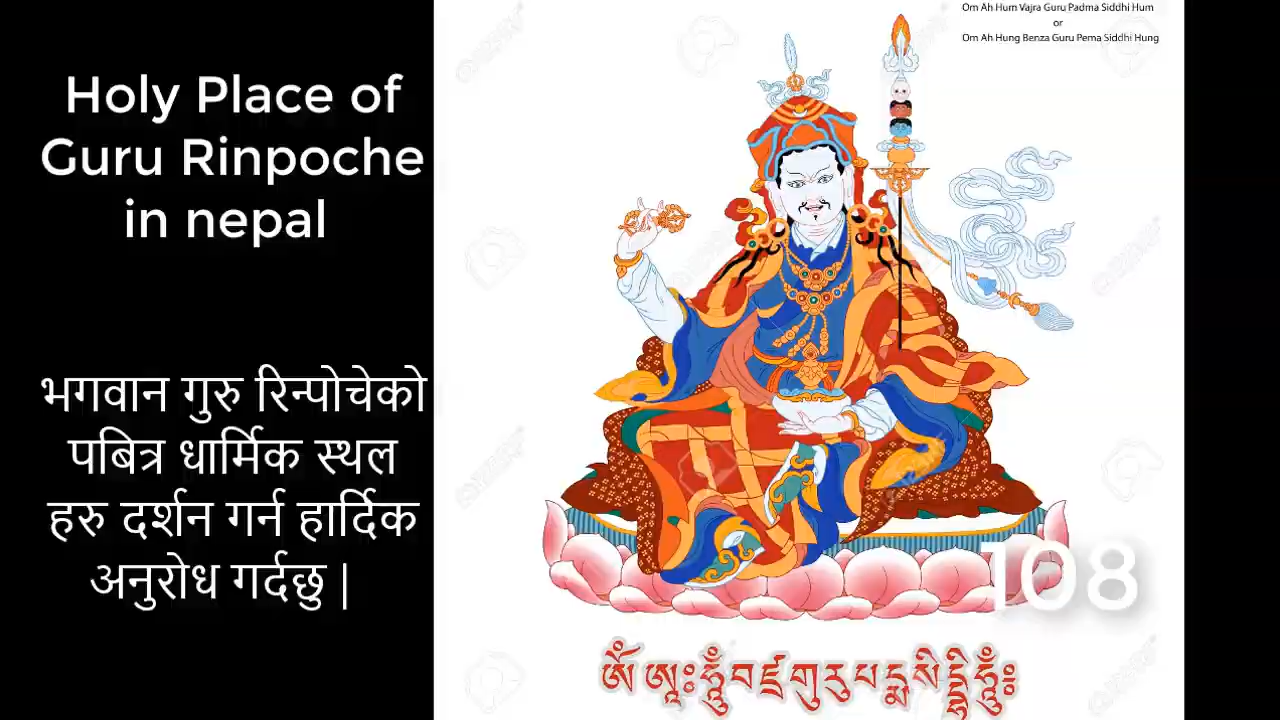 Holy Place of
Guru Rinpoche
in nepal
भगवान गुरु रिन्पोचेको
पबित्र धार्मिक स्थल
हरु दर्शन गर्न हार्दिक
अनुरोध गर्दछु |
Om Ah Hum Vajra Guru Padma Siddhi Hum
or
Om Ah Hung Benza Guru Pema Siddhi Hung
108
ༀ་ཨཱཿཧཱུྃ་བཛྲ་གུ་རུ་པདྨ་སིདྡྷི་ཧཱུྃ༔